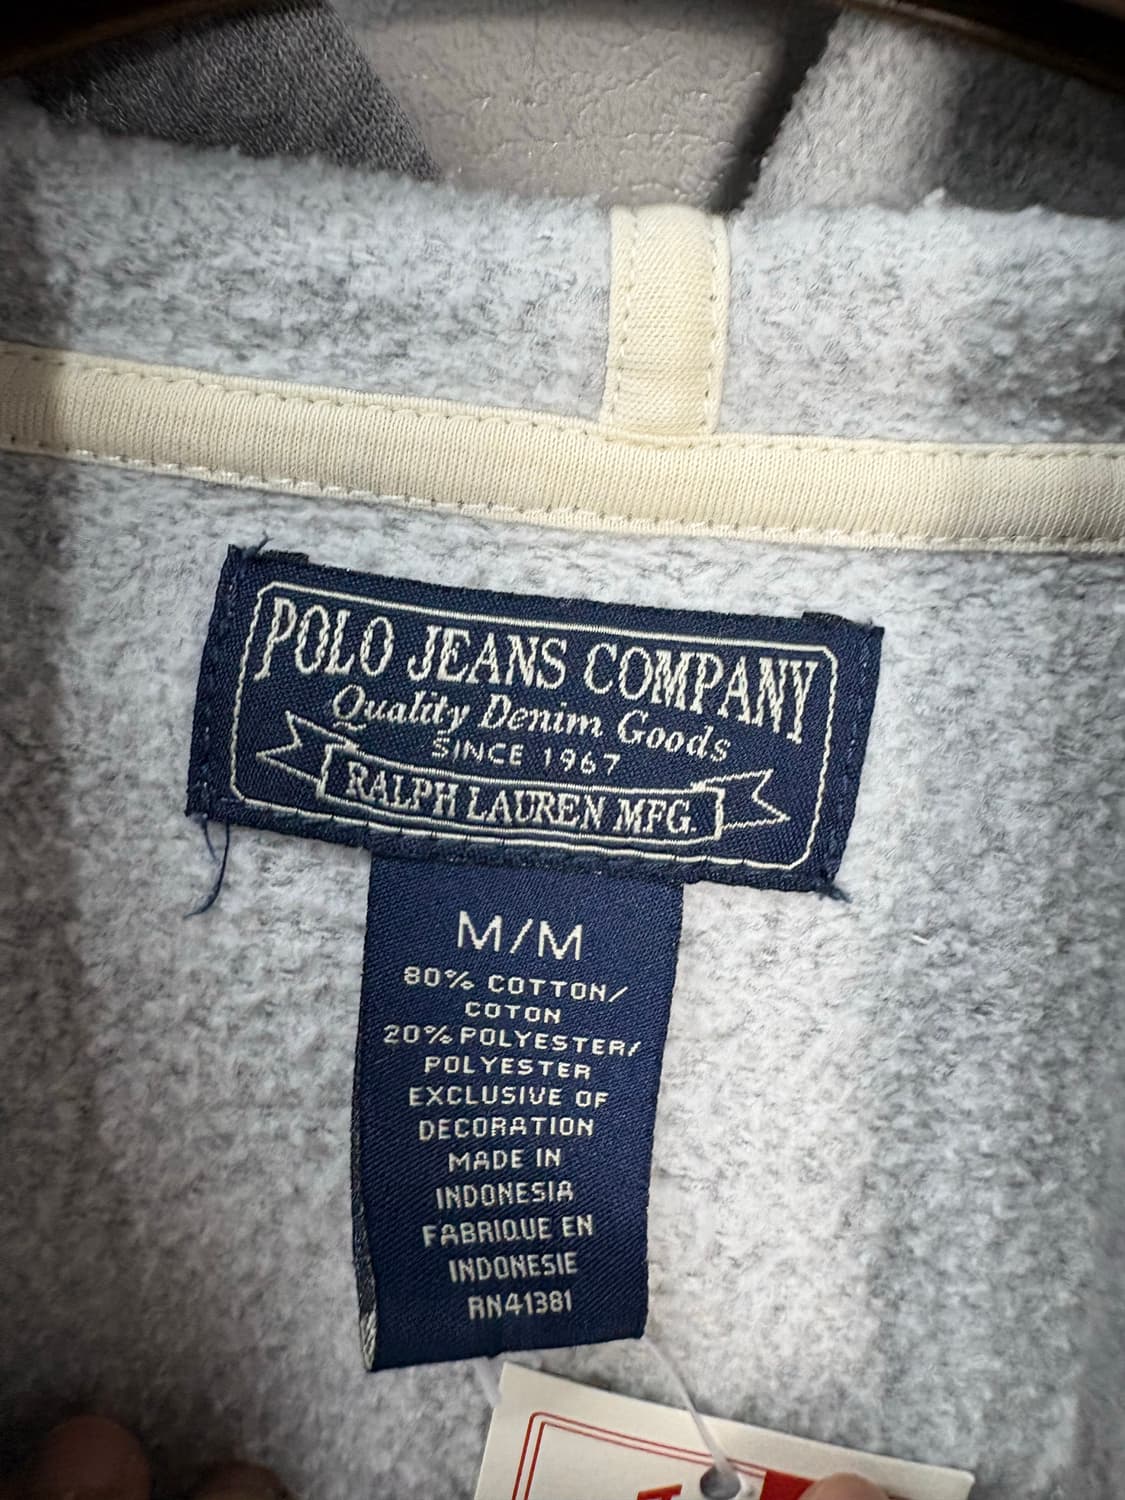 POLO JEANS COMPANY
Quality Denim Goods
SINCE 1967
RALPH LAUREN MFG.
M/M
80% COTTON/
COTON
20% POLYESTER/
POLYESTER
EXCLUSIVE OF
DECORATION
MADE IN
INDONESIA
FABRIQUE EN
INDONESIE
RN41381